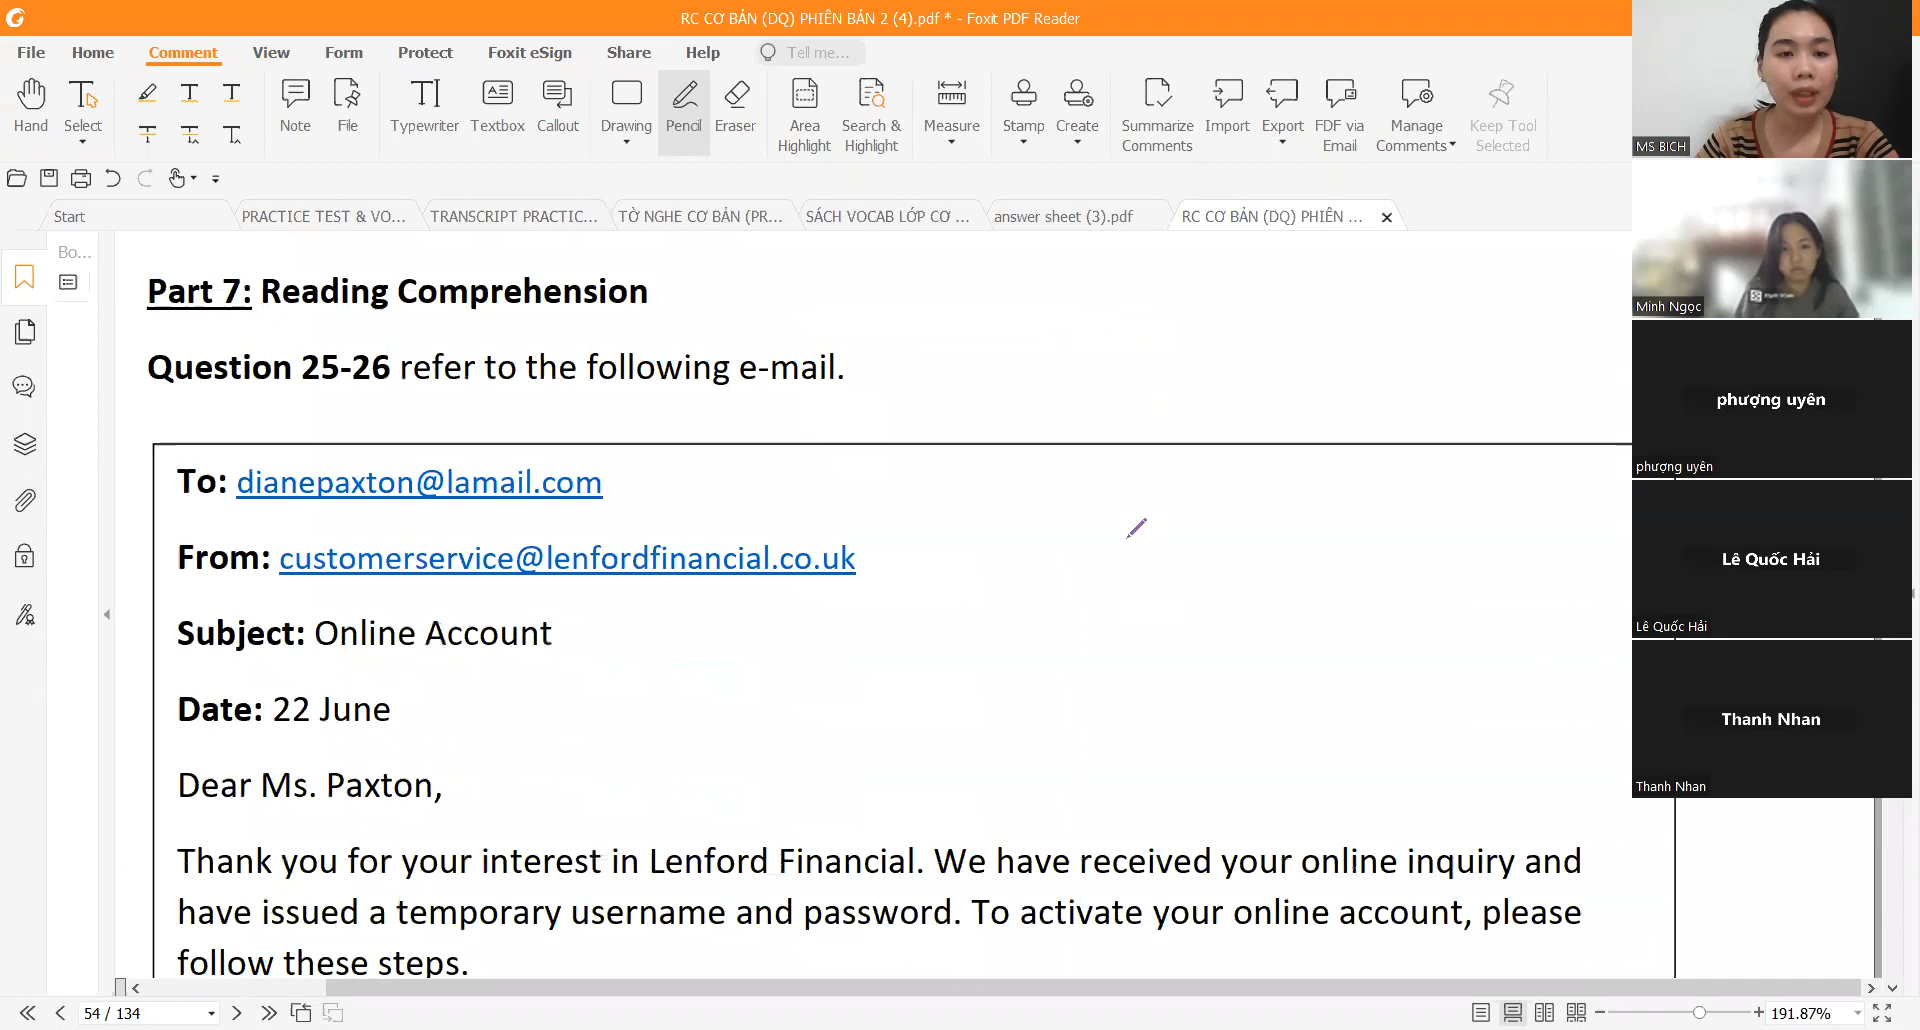 RC CƠ BẢN (DQ) PHIÊN BẢN 2 (4).pdf * - Foxit PDF Reader
File Home Comment View Form Protect Foxit eSign Share Help Tell me...
Hand Select Note File Typewriter Textbox Callout Drawing Pencil Eraser Area Highlight Search & Highlight Measure Stamp Create Summarize Comments Import Export FDF via Email Manage Comments Keep Tool Selected
Start PRACTICE TEST & VO... TRANSCRIPT PRACTIC... TỜ NGHE CƠ BẢN (PR... SÁCH VOCAB LỚP CƠ ... answer sheet (3).pdf RC CƠ BẢN (DQ) PHIÊN ...
Bo...
Part 7: Reading Comprehension
Question 25-26 refer to the following e-mail.
To: dianepaxton@lamail.com
From: customerservice@lenfordfinancial.co.uk
Subject: Online Account
Date: 22 June
Dear Ms. Paxton,
Thank you for your interest in Lenford Financial. We have received your online inquiry and
have issued a temporary username and password. To activate your online account, please
follow these steps.
54 / 134
191.87%
MS BICH
Minh Ngọc
phượng uyên
phượng uyên
Lê Quốc Hải
Lê Quốc Hải
Thanh Nhan
Thanh Nhan